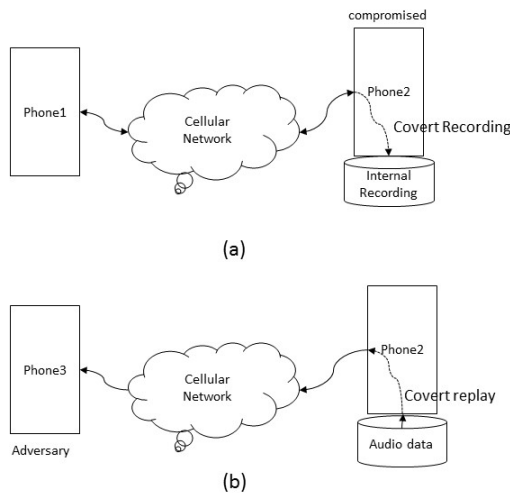 compromised
Phone1
Cellular
Network
Phone2
Covert Recording
Internal
Recording
(a)
Phone3
Cellular
Network
Phone2
Covert replay
Adversary
Audio data
(b)